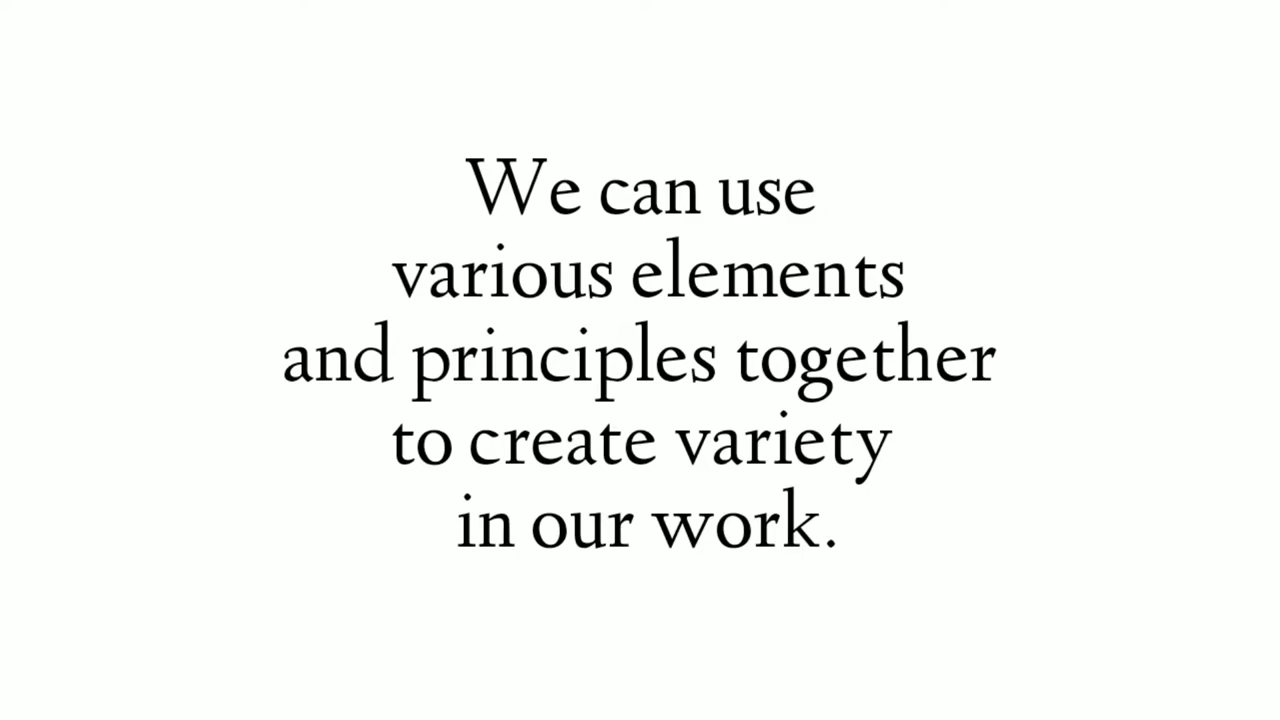 We can use
various elements
and principles together
to create variety
in our work.